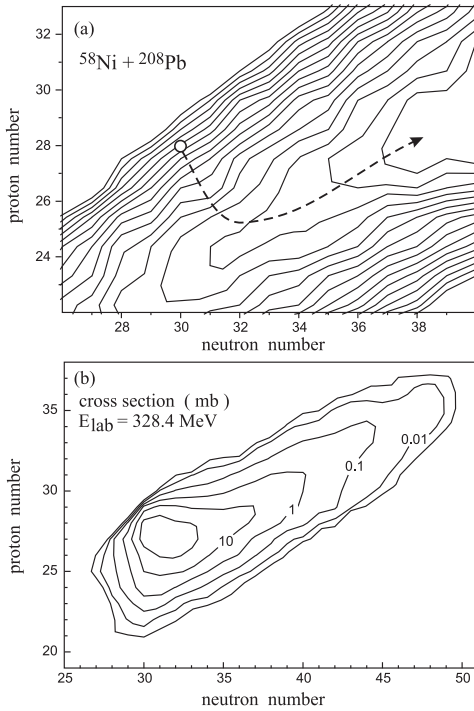 (a)
⁵⁸Ni + ²⁰⁸Pb
32
30
28
26
24
proton number
28
30
32
34
36
38
neutron number
(b)
cross section ( mb )
E_lab = 328.4 MeV
35
30
25
20
proton number
0.01
0.1
1
10
25
30
35
40
45
50
neutron number